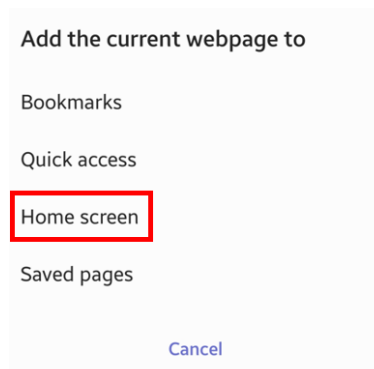 Add the current webpage to
Bookmarks
Quick access
Home screen
Saved pages
Cancel